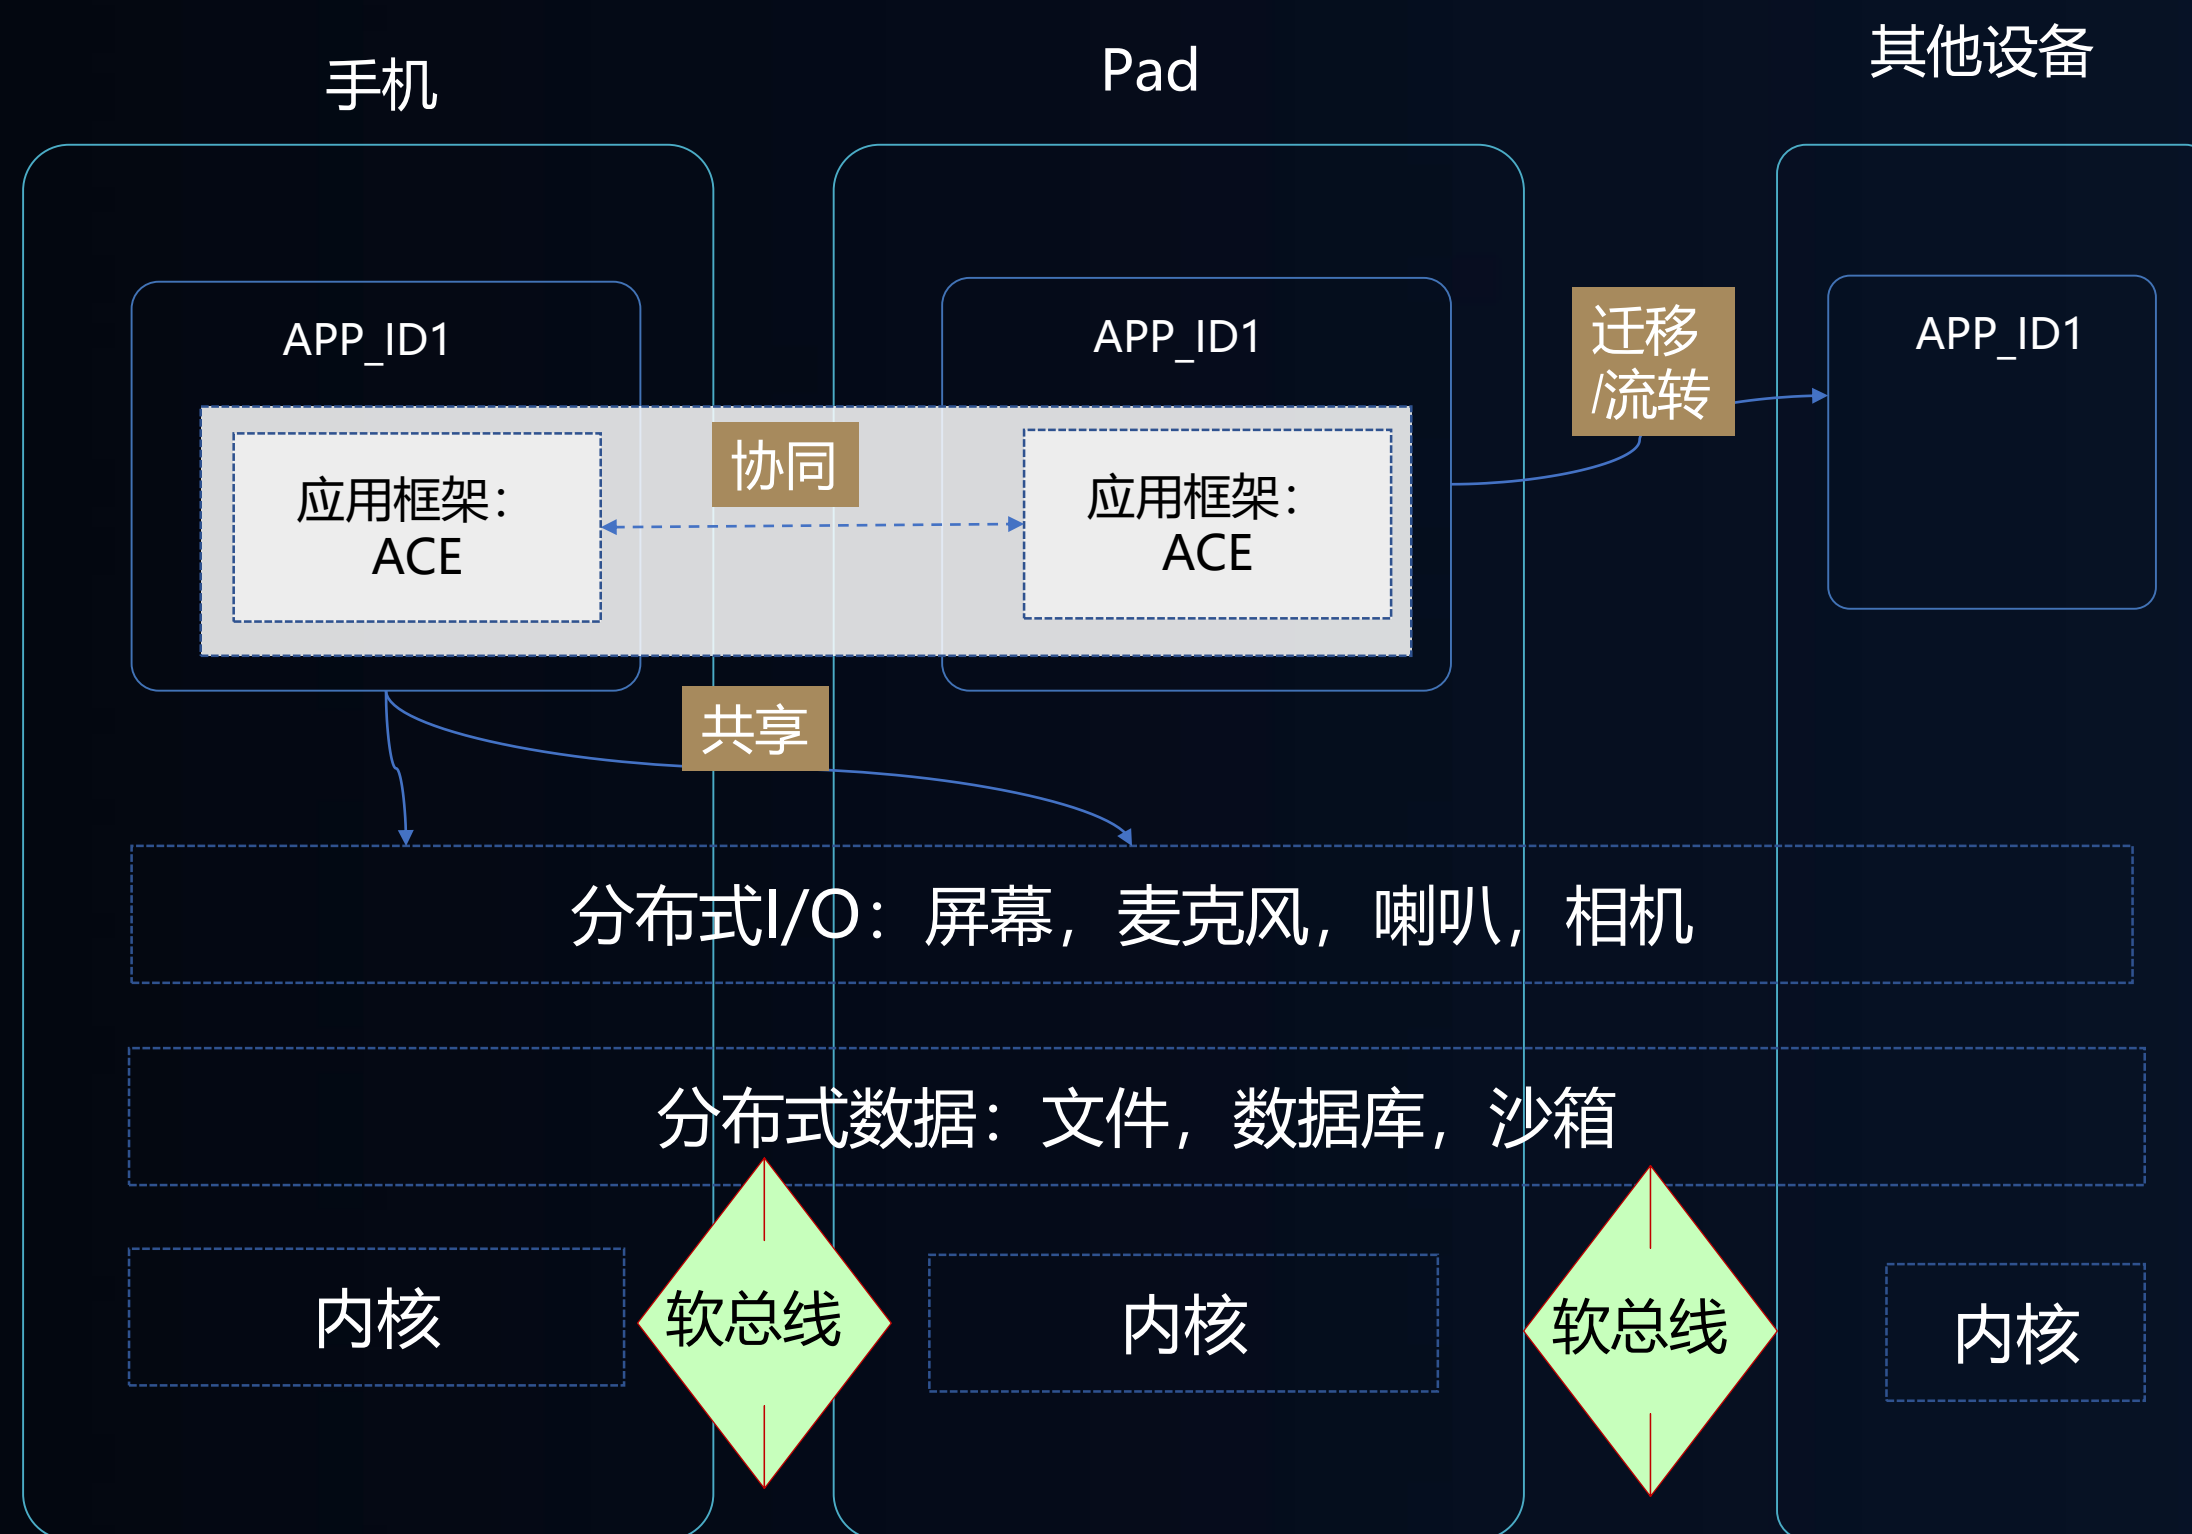 手机
Pad
其他设备
APP_ID1
APP_ID1
APP_ID1
迁移
/流转
协同
应用框架：
ACE
应用框架：
ACE
共享
分布式I/O：屏幕，麦克风，喇叭，相机
分布式数据：文件，数据库，沙箱
内核
软总线
内核
软总线
内核